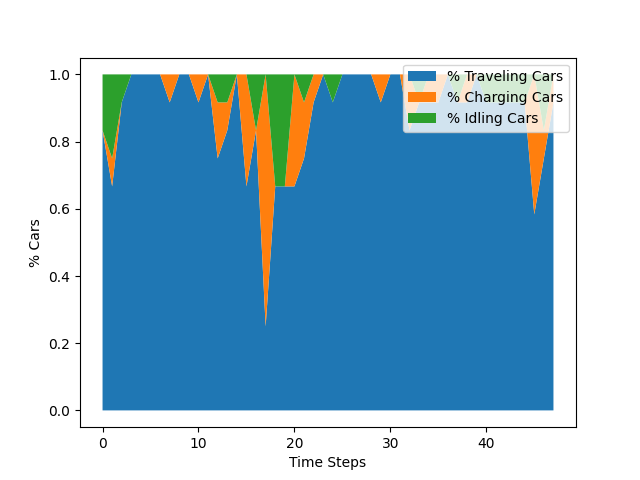 % Traveling Cars
% Charging Cars
% Idling Cars
1.0
0.8
0.6
0.4
0.2
0.0
% Cars
0 10 20 30 40
Time Steps